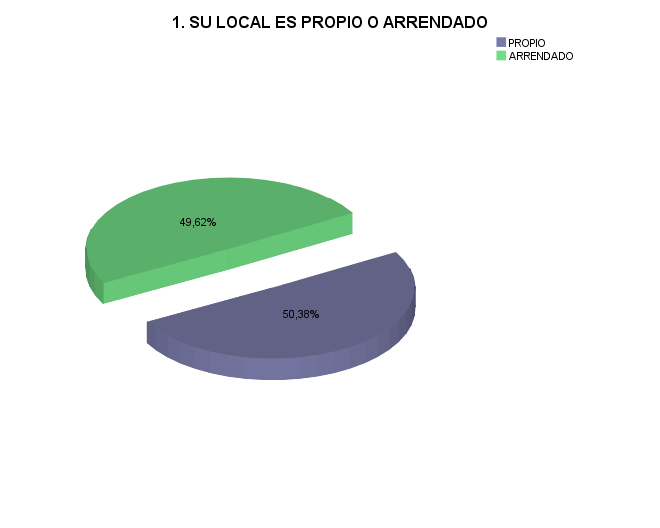 1. SU LOCAL ES PROPIO O ARRENDADO
PROPIO
ARRENDADO
49,62%
50,38%